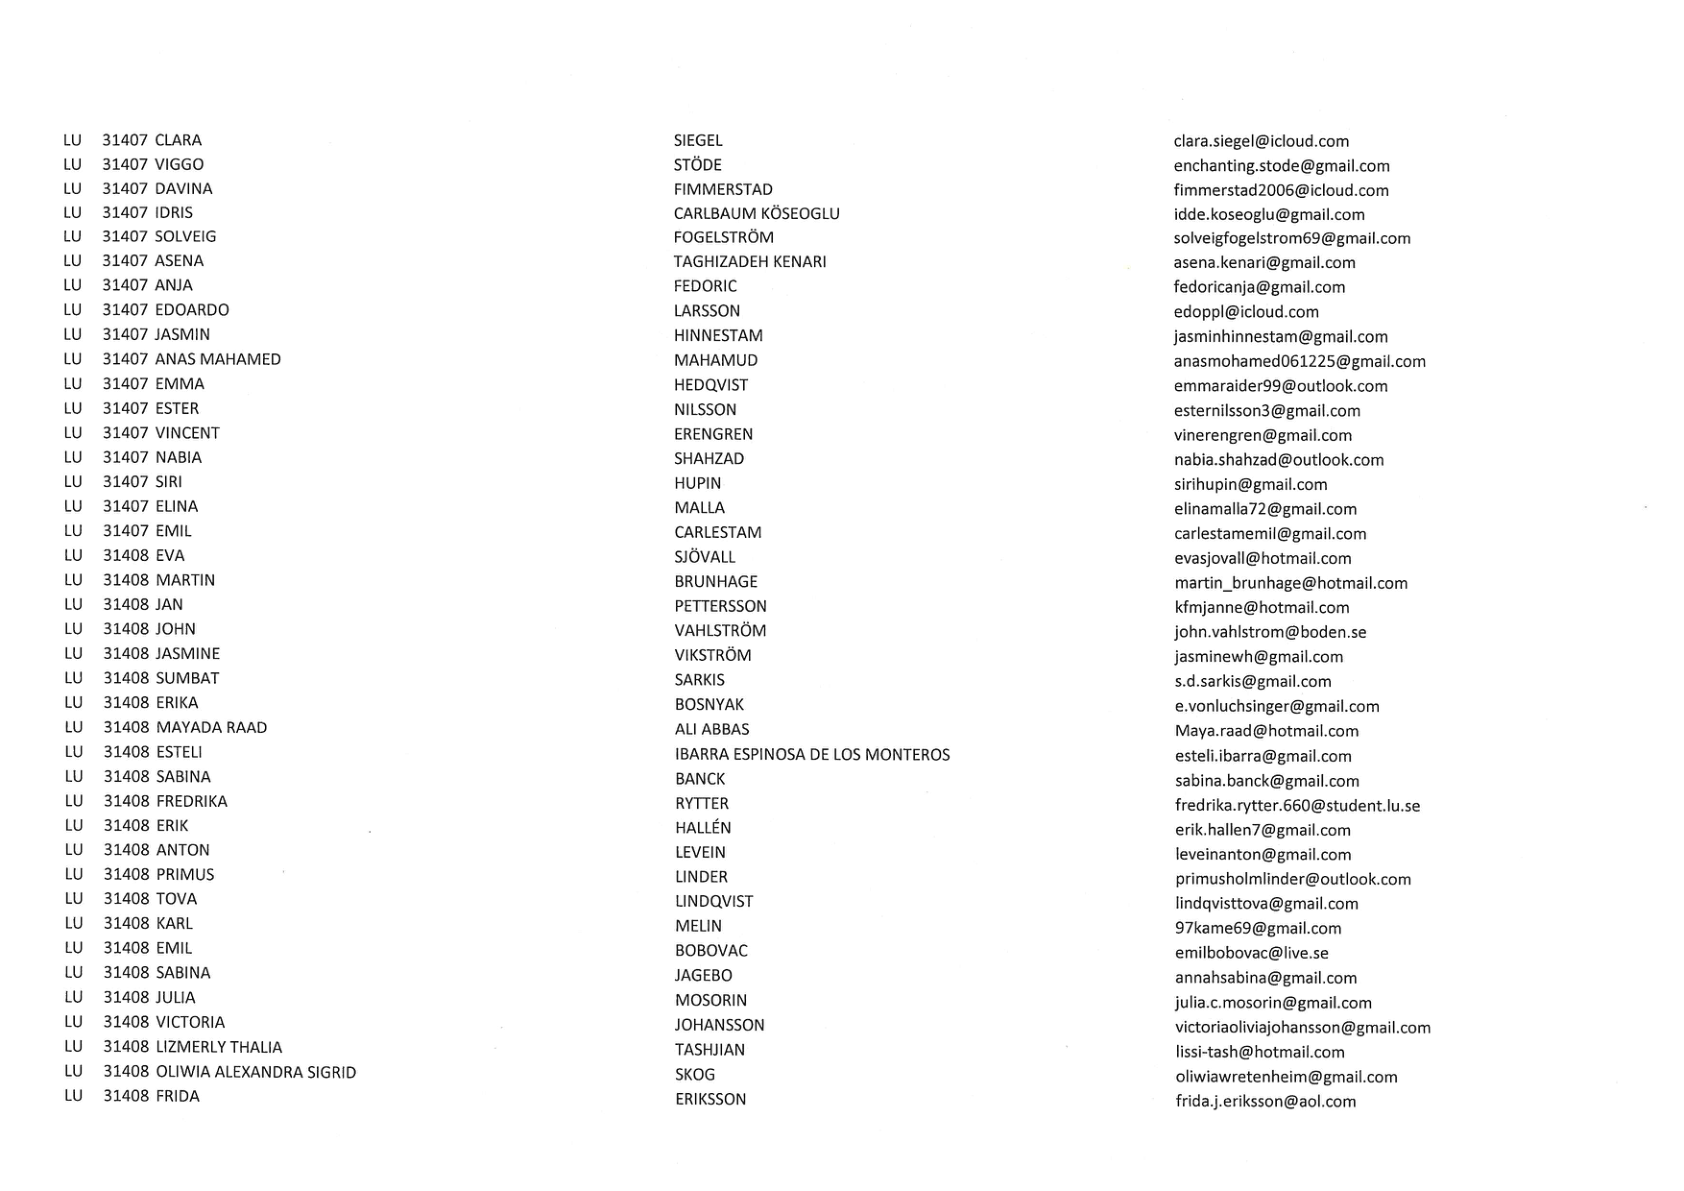 LU 31407 CLARA SIEGEL clara.siegel@icloud.com
LU 31407 VIGGO STÖDE enchanting.stode@gmail.com
LU 31407 DAVINA FIMMERSTAD fimmerstad2006@icloud.com
LU 31407 IDRIS CARLBAUM KÖSEOGLU idde.koseoglu@gmail.com
LU 31407 SOLVEIG FOGELSTRÖM solveigfogelstrom69@gmail.com
LU 31407 ASENA TAGHIZADEH KENARI asena.kenari@gmail.com
LU 31407 ANJA FEDORIC fedoricanja@gmail.com
LU 31407 EDOARDO LARSSON edoppl@icloud.com
LU 31407 JASMIN HINNESTAM jasminhinnestam@gmail.com
LU 31407 ANAS MAHAMED MAHAMUD anasmohamed061225@gmail.com
LU 31407 EMMA HEDQVIST emmaraider99@outlook.com
LU 31407 ESTER NILSSON esternilsson3@gmail.com
LU 31407 VINCENT ERENGREN vinerengren@gmail.com
LU 31407 NABIA SHAHZAD nabia.shahzad@outlook.com
LU 31407 SIRI HUPIN sirihupin@gmail.com
LU 31407 ELINA MALLA elinamalla72@gmail.com
LU 31407 EMIL CARLESTAM carlestamemil@gmail.com
LU 31408 EVA SJÖVALL evasjovall@hotmail.com
LU 31408 MARTIN BRUNHAGE martin_brunhage@hotmail.com
LU 31408 JAN PETTERSSON kfmjanne@hotmail.com
LU 31408 JOHN VAHLSTRÖM john.vahlstrom@boden.se
LU 31408 JASMINE VIKSTRÖM jasminewh@gmail.com
LU 31408 SUMBAT SARKIS s.d.sarkis@gmail.com
LU 31408 ERIKA BOSNYAK e.vonluchsinger@gmail.com
LU 31408 MAYADA RAAD ALI ABBAS Maya.raad@hotmail.com
LU 31408 ESTELI IBARRA ESPINOSA DE LOS MONTEROS esteli.ibarra@gmail.com
LU 31408 SABINA BANCK sabina.banck@gmail.com
LU 31408 FREDRIKA RYTTER fredrika.rytter.660@student.lu.se
LU 31408 ERIK HALLÉN erik.hallen7@gmail.com
LU 31408 ANTON LEVEIN leveinanton@gmail.com
LU 31408 PRIMUS LINDER primusholmlinder@outlook.com
LU 31408 TOVA LINDQVIST lindqvisttova@gmail.com
LU 31408 KARL MELIN 97kame69@gmail.com
LU 31408 EMIL BOBOVAC emilbobovac@live.se
LU 31408 SABINA JAGEBO annahsabina@gmail.com
LU 31408 JULIA MOSORIN julia.c.mosorin@gmail.com
LU 31408 VICTORIA JOHANSSON victoriaoliviajohansson@gmail.com
LU 31408 LIZMERLY THALIA TASHJIAN lissi-tash@hotmail.com
LU 31408 OLIWIA ALEXANDRA SIGRID SKOG oliwiawretenheim@gmail.com
LU 31408 FRIDA ERIKSSON frida.j.eriksson@aol.com